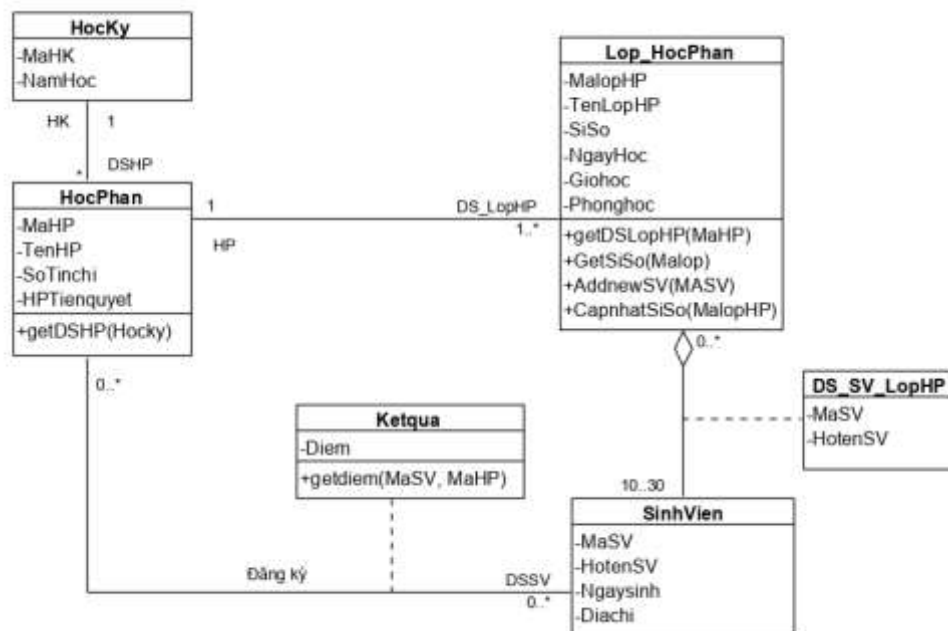 HocKy
-MaHK
-NamHoc
HK
1
DSHP
*
HocPhan
-MaHP
-TenHP
-SoTinchi
-HPTienquyet
+getDSHP(Hocky)
1
HP
DS_LopHP
1..*
Lop_HocPhan
-MalopHP
-TenLopHP
-SiSo
-NgayHoc
-Giohoc
-Phonghoc
+getDSLopHP(MaHP)
+GetSiSo(Malop)
+AddnewSV(MASV)
+CapnhatSiSo(MalopHP)
0..*
DS_SV_LopHP
-MaSV
-HotenSV
0..*
Ketqua
-Diem
+getdiem(MaSV, MaHP)
10..30
SinhVien
-MaSV
-HotenSV
-Ngaysinh
-Diachi
Đăng ký
DSSV
0..*